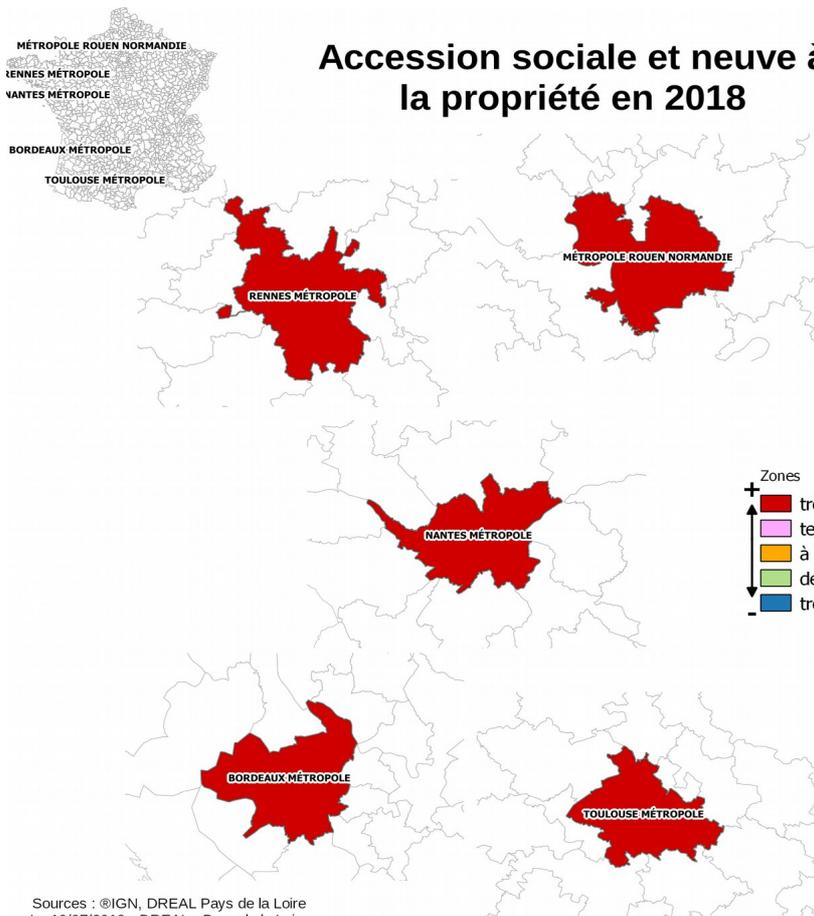 MÉTROPOLE ROUEN NORMANDIE
RENNES MÉTROPOLE
NANTES MÉTROPOLE
BORDEAUX MÉTROPOLE
TOULOUSE MÉTROPOLE
Accession sociale et neuve à
la propriété en 2018
MÉTROPOLE ROUEN NORMANDIE
RENNES MÉTROPOLE
NANTES MÉTROPOLE
Zones
+
à
-
BORDEAUX MÉTROPOLE
TOULOUSE MÉTROPOLE
Sources : ®IGN, DREAL Pays de la Loire